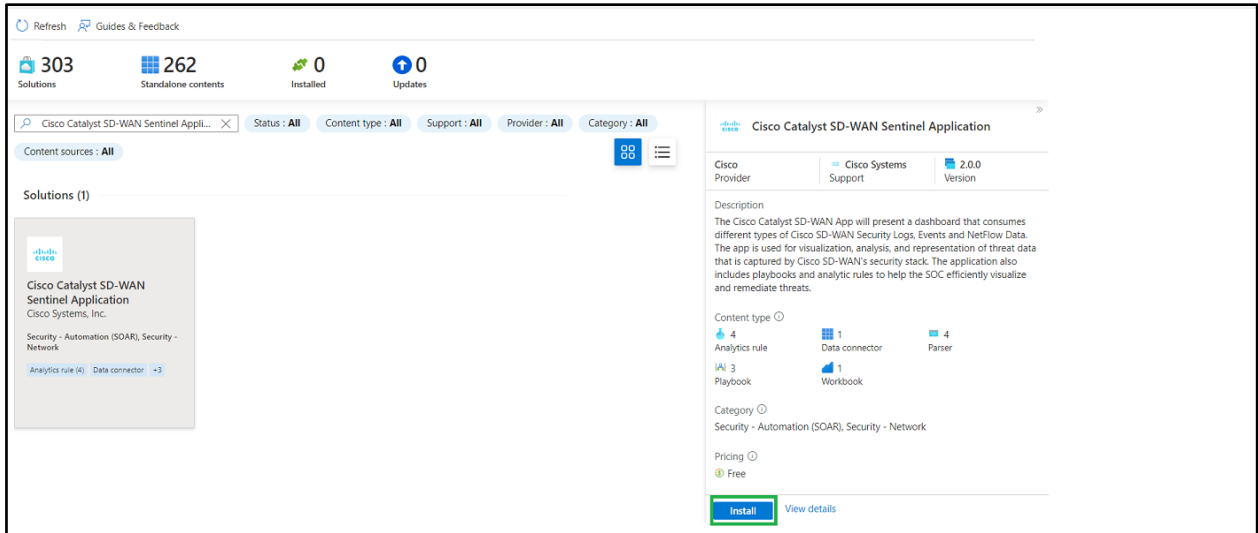 Refresh Guides & Feedback
303 262 0 0
Solutions Standalone contents Installed Updates
Cisco Catalyst SD-WAN Sentinel Appli... Status : All Content type : All Support : All Provider : All Category : All
Content sources : All
Solutions (1)
CISCO
Cisco Catalyst SD-WAN
Sentinel Application
Cisco Systems, Inc.
Security - Automation (SOAR), Security -
Network
Analytics rule (4) Data connector +3
»
CISCO Cisco Catalyst SD-WAN Sentinel Application
Cisco Cisco Systems 2.0.0
Provider Support Version
Description
The Cisco Catalyst SD-WAN App will present a dashboard that consumes
different types of Cisco SD-WAN Security Logs, Events and NetFlow Data.
The app is used for visualization, analysis, and representation of threat data
that is captured by Cisco SD-WAN's security stack. The application also
includes playbooks and analytic rules to help the SOC efficiently visualize
and remediate threats.
Content type
4 1 4
Analytics rule Data connector Parser
3 1
Playbook Workbook
Category
Security - Automation (SOAR), Security - Network
Pricing
Free
Install View details